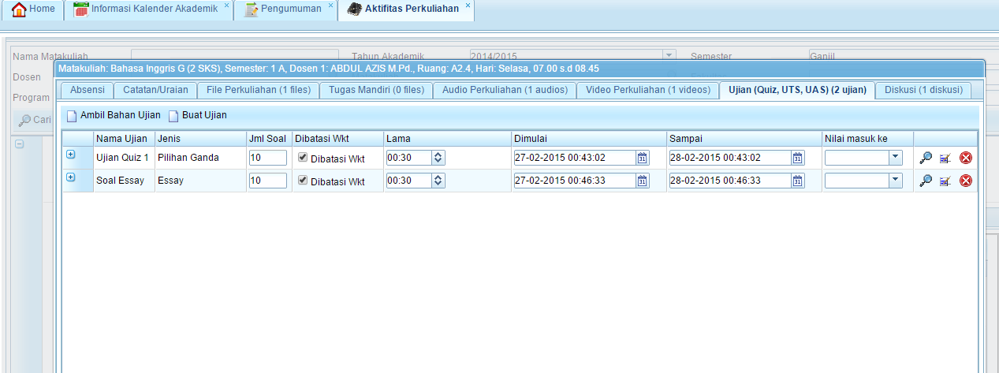 Home Informasi Kalender Akademik × Pengumuman × Aktifitas Perkuliahan ×
Nama Matakuliah Tahun Akademik 2014/2015 Semester Ganjil
Matakuliah: Bahasa Inggris G (2 SKS), Semester: 1 A, Dosen 1: ABDUL AZIS M.Pd., Ruang: A2.4, Hari: Selasa, 07.00 s.d 08.45
Dosen
Absensi Catatan/Uraian File Perkuliahan (1 files) Tugas Mandiri (0 files) Audio Perkuliahan (1 audios) Video Perkuliahan (1 videos) Ujian (Quiz, UTS, UAS) (2 ujian) Diskusi (1 diskusi)
Program
Cari Ambil Bahan Ujian Buat Ujian
Nama Ujian Jenis Jml Soal Dibatasi Wkt Lama Dimulai Sampai Nilai masuk ke
Ujian Quiz 1 Pilihan Ganda 10 Dibatasi Wkt 00:30 27-02-2015 00:43:02 28-02-2015 00:43:02
Soal Essay Essay 10 Dibatasi Wkt 00:30 27-02-2015 00:46:33 28-02-2015 00:46:33